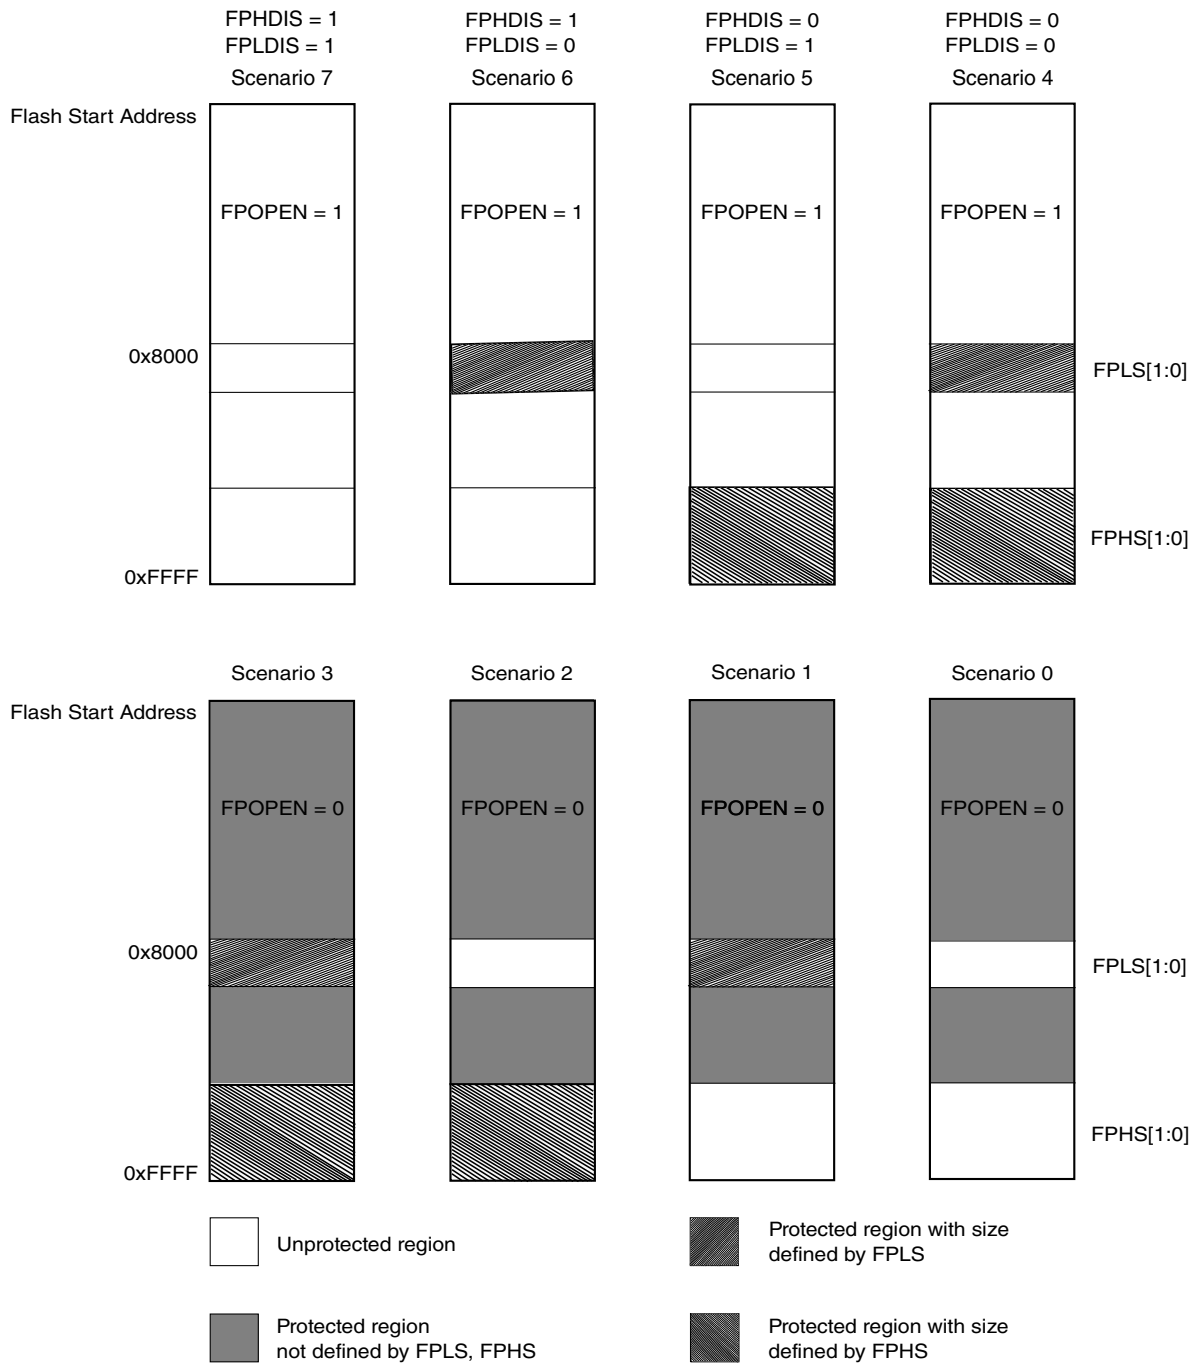 FPHDIS = 1 FPHDIS = 1 FPHDIS = 0 FPHDIS = 0
FPLDIS = 1 FPLDIS = 0 FPLDIS = 1 FPLDIS = 0
Scenario 7 Scenario 6 Scenario 5 Scenario 4
Flash Start Address
FPOPEN = 1 FPOPEN = 1 FPOPEN = 1 FPOPEN = 1
0x8000
FPLS[1:0]
FPHS[1:0]
0xFFFF
Scenario 3 Scenario 2 Scenario 1 Scenario 0
Flash Start Address
FPOPEN = 0 FPOPEN = 0 FPOPEN = 0 FPOPEN = 0
0x8000
FPLS[1:0]
FPHS[1:0]
0xFFFF
Unprotected region
Protected region with size
defined by FPLS
Protected region
not defined by FPLS, FPHS
Protected region with size
defined by FPHS